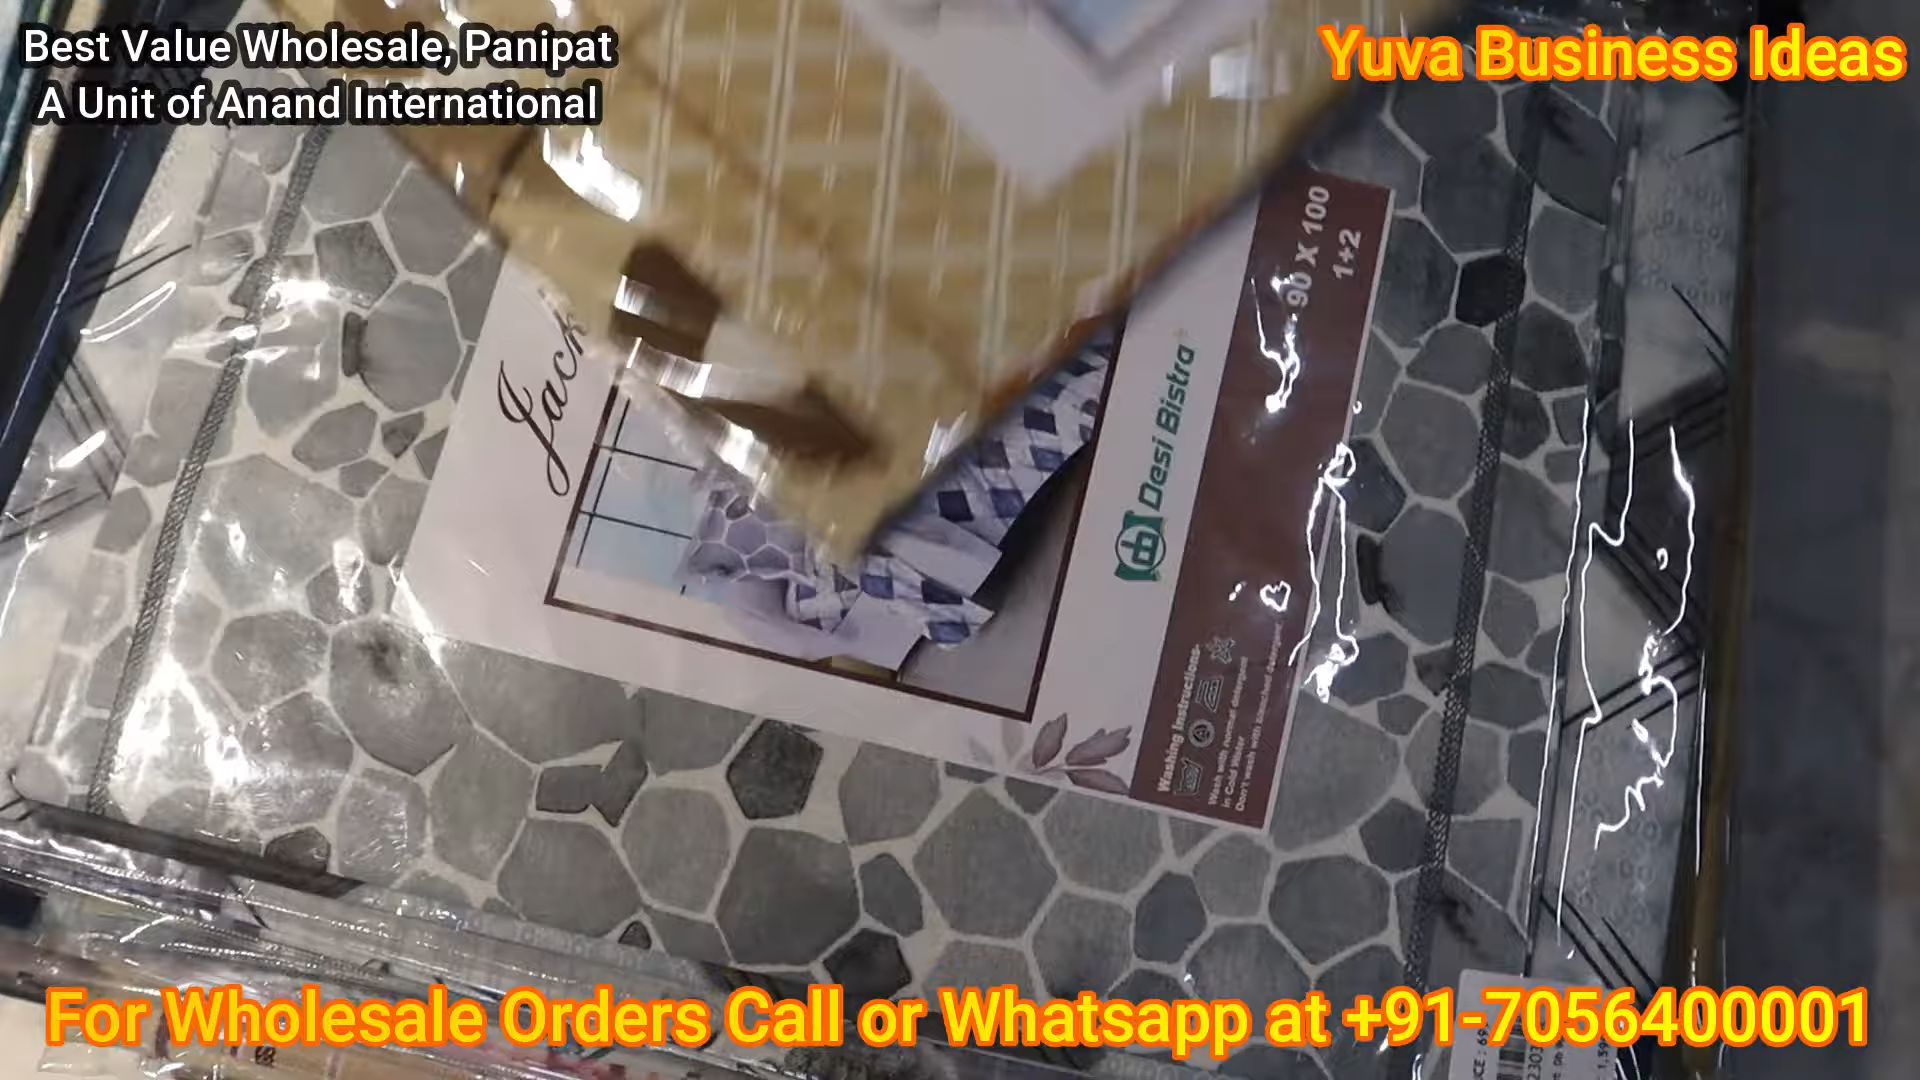 Best Value Wholesale, Panipat
A Unit of Anand International
Yuva Business Ideas
90 X 100
1+2
Jack
Desi Bistra
Washing Instructions-
Wash with normal detergent
in Cold Water
Don't wash with bleached detergent
For Wholesale Orders Call or Whatsapp at +91-7056400001